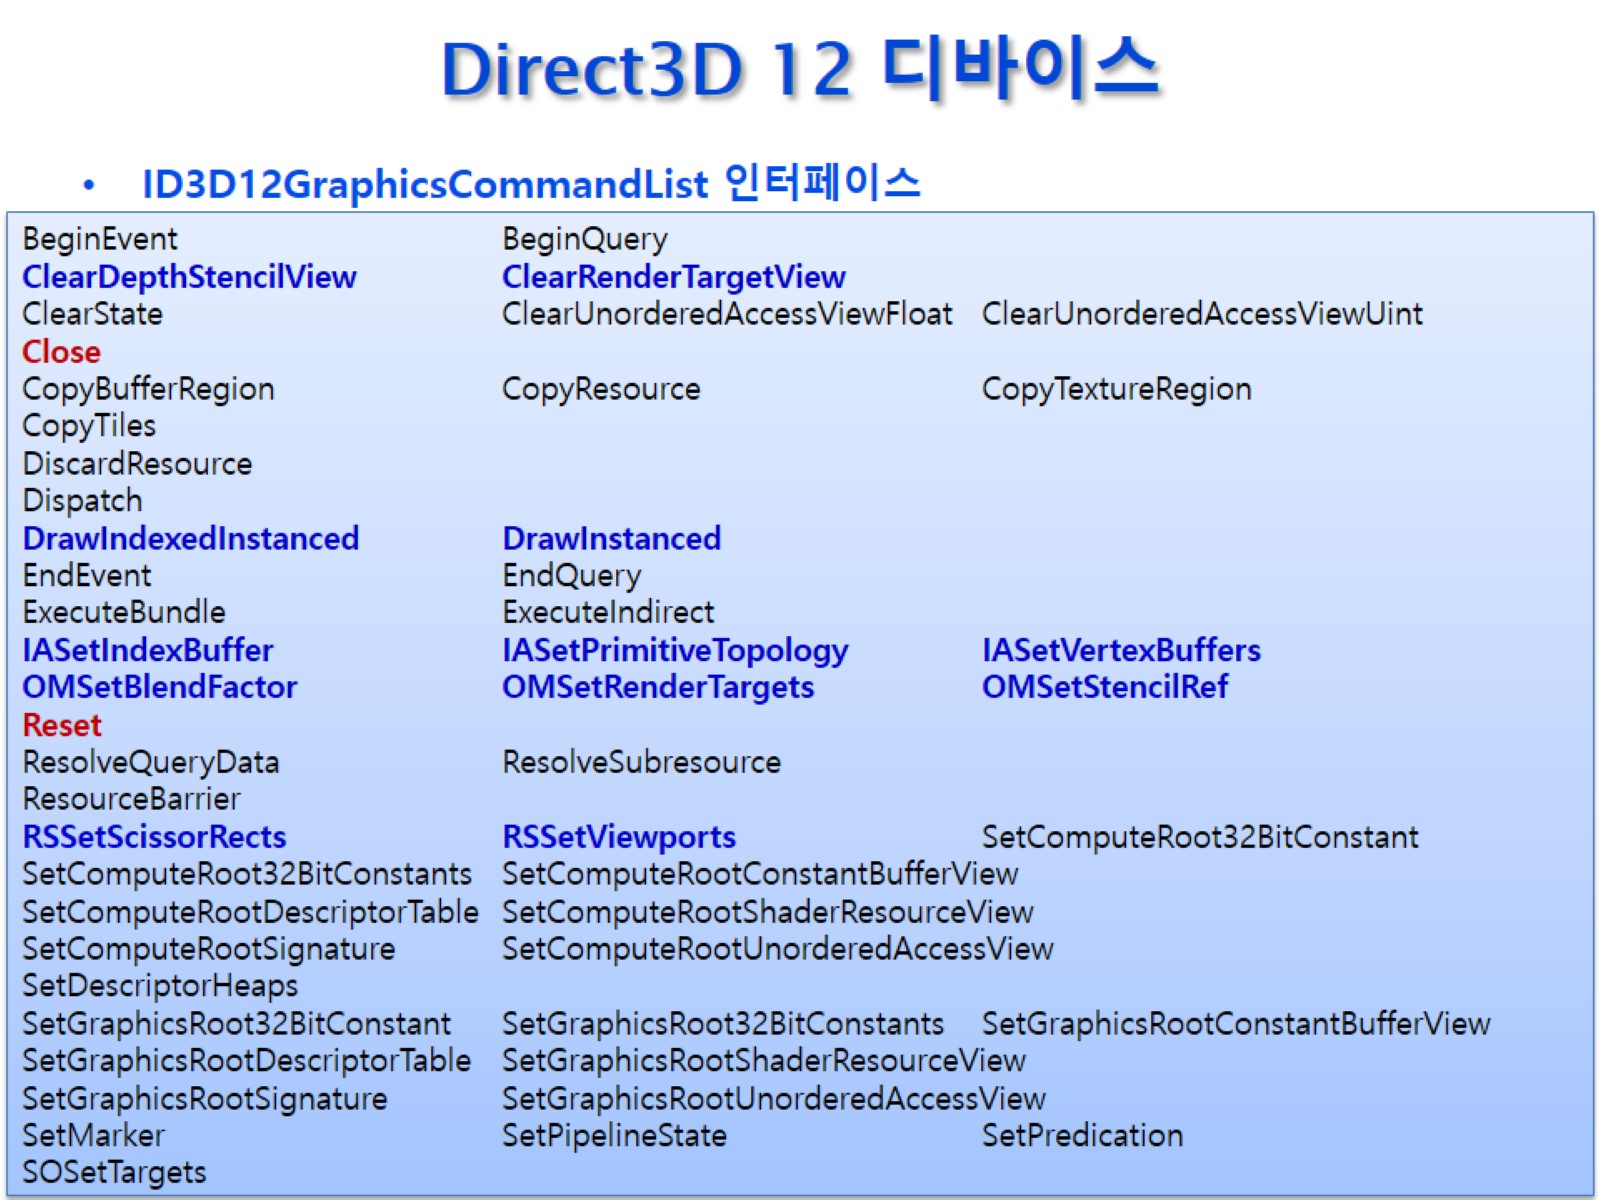 Direct3D 12 디바이스
• ID3D12GraphicsCommandList 인터페이스
BeginEvent BeginQuery
ClearDepthStencilView ClearRenderTargetView
ClearState ClearUnorderedAccessViewFloat ClearUnorderedAccessViewUint
Close
CopyBufferRegion CopyResource CopyTextureRegion
CopyTiles
DiscardResource
Dispatch
DrawIndexedInstanced DrawInstanced
EndEvent EndQuery
ExecuteBundle ExecuteIndirect
IASetIndexBuffer IASetPrimitiveTopology IASetVertexBuffers
OMSetBlendFactor OMSetRenderTargets OMSetStencilRef
Reset
ResolveQueryData ResolveSubresource
ResourceBarrier
RSSetScissorRects RSSetViewports SetComputeRoot32BitConstant
SetComputeRoot32BitConstants SetComputeRootConstantBufferView
SetComputeRootDescriptorTable SetComputeRootShaderResourceView
SetComputeRootSignature SetComputeRootUnorderedAccessView
SetDescriptorHeaps
SetGraphicsRoot32BitConstant SetGraphicsRoot32BitConstants SetGraphicsRootConstantBufferView
SetGraphicsRootDescriptorTable SetGraphicsRootShaderResourceView
SetGraphicsRootSignature SetGraphicsRootUnorderedAccessView
SetMarker SetPipelineState SetPredication
SOSetTargets